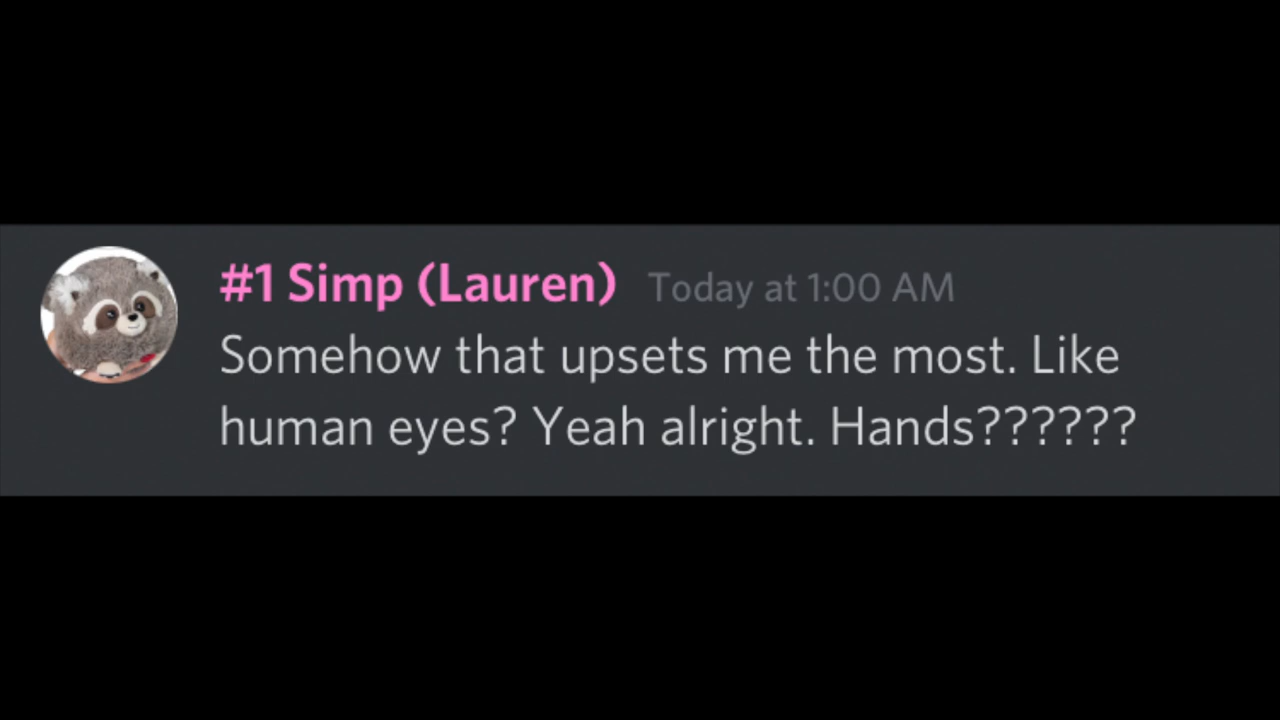 #1 Simp (Lauren) Today at 1:00 AM
Somehow that upsets me the most. Like
human eyes? Yeah alright. Hands??????